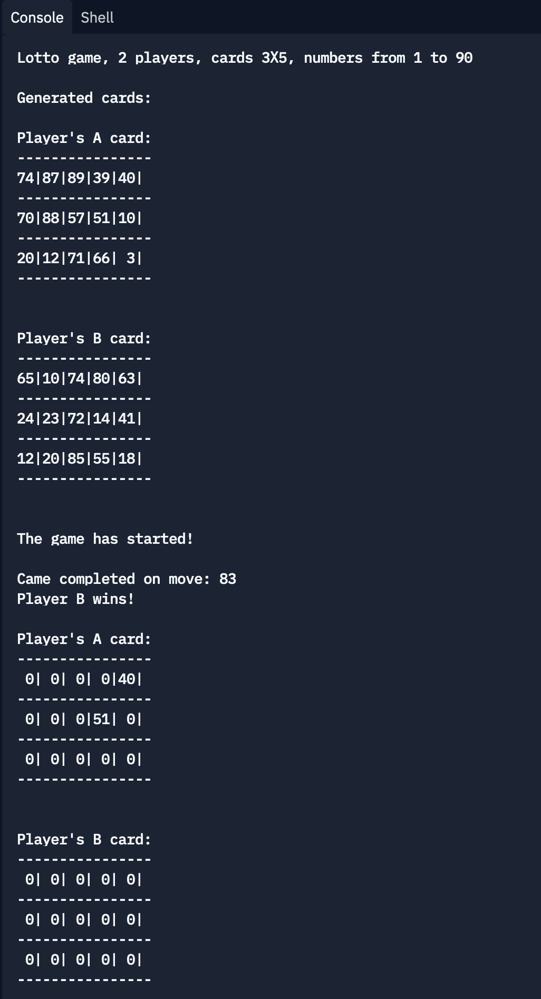 Console Shell
Lotto game, 2 players, cards 3X5, numbers from 1 to 90
Generated cards:
Player's A card:
----------------
74|87|89|39|40|
----------------
70|88|57|51|10|
----------------
20|12|71|66| 3|
----------------
Player's B card:
----------------
65|10|74|80|63|
----------------
24|23|72|14|41|
----------------
12|20|85|55|18|
----------------
The game has started!
Came completed on move: 83
Player B wins!
Player's A card:
----------------
 0| 0| 0| 0|40|
----------------
 0| 0| 0|51| 0|
----------------
 0| 0| 0| 0| 0|
----------------
Player's B card:
----------------
 0| 0| 0| 0| 0|
----------------
 0| 0| 0| 0| 0|
----------------
 0| 0| 0| 0| 0|
----------------